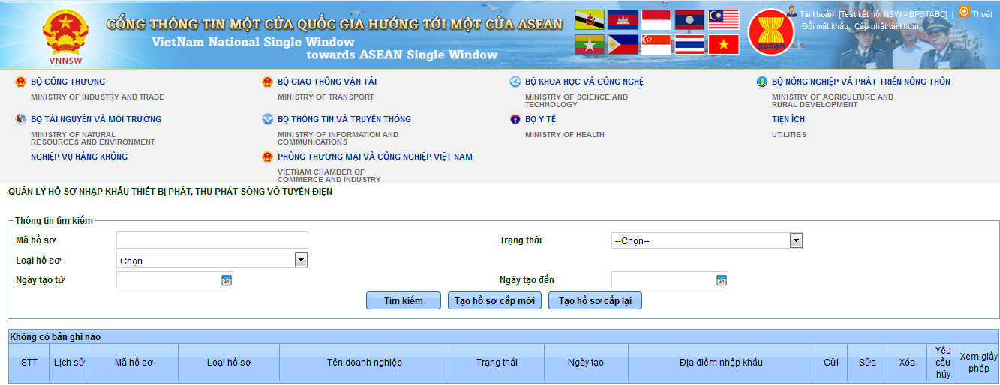 VNNSW
CỔNG THÔNG TIN MỘT CỬA QUỐC GIA HƯỚNG TỚI MỘT CỬA ASEAN
VietNam National Single Window
towards ASEAN Single Window
asean
Tài khoản: [Test kết nối NSW - BPĐTABC] | Thoát
Đổi mật khẩu Cập nhật tài khoản
BỘ CÔNG THƯƠNG
MINISTRY OF INDUSTRY AND TRADE
BỘ GIAO THÔNG VẬN TẢI
MINISTRY OF TRANSPORT
BỘ KHOA HỌC VÀ CÔNG NGHỆ
MINISTRY OF SCIENCE AND
TECHNOLOGY
BỘ NÔNG NGHIỆP VÀ PHÁT TRIỂN NÔNG THÔN
MINISTRY OF AGRICULTURE AND
RURAL DEVELOPMENT
BỘ TÀI NGUYÊN VÀ MÔI TRƯỜNG
MINISTRY OF NATURAL
RESOURCES AND ENVIRONMENT
BỘ THÔNG TIN VÀ TRUYỀN THÔNG
MINISTRY OF INFORMATION AND
COMMUNICATIONS
BỘ Y TẾ
MINISTRY OF HEALTH
TIỆN ÍCH
UTILITIES
NGHIỆP VỤ HÀNG KHÔNG
PHÒNG THƯƠNG MẠI VÀ CÔNG NGHIỆP VIỆT NAM
VIETNAM CHAMBER OF
COMMERCE AND INDUSTRY
QUẢN LÝ HỒ SƠ NHẬP KHẨU THIẾT BỊ PHÁT, THU PHÁT SÓNG VÔ TUYẾN ĐIỆN
Thông tin tìm kiếm
Mã hồ sơ
Trạng thái --Chọn--
Loại hồ sơ Chọn
Ngày tạo từ 31
Ngày tạo đến 31
Tìm kiếm Tạo hồ sơ cấp mới Tạo hồ sơ cấp lại
Không có bản ghi nào
STT Lịch sử Mã hồ sơ Loại hồ sơ Tên doanh nghiệp Trạng thái Ngày tạo Địa điểm nhập khẩu Gửi Sửa Xóa Yêu cầu hủy Xem giấy phép